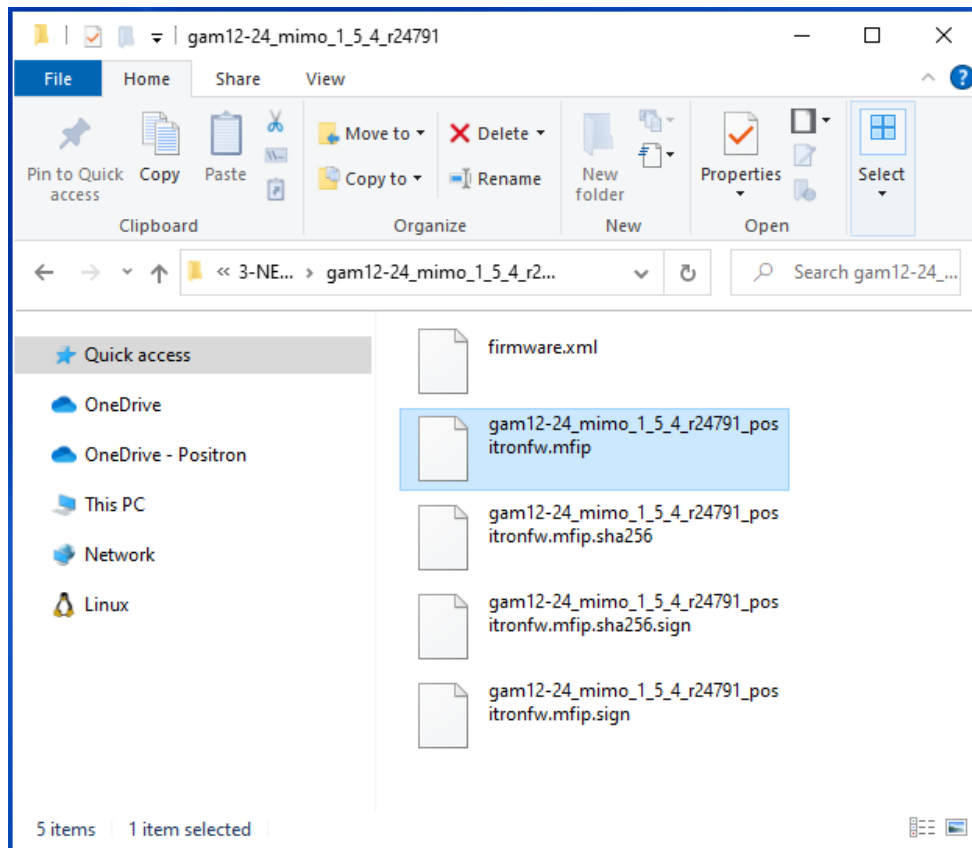 gam12-24_mimo_1_5_4_r24791
File Home Share View
Pin to Quick access
Copy
Paste
Move to
Copy to
Delete
Rename
New folder
Properties
Select
Clipboard
Organize
New
Open
« 3-NE... › gam12-24_mimo_1_5_4_r2...
Search gam12-24_...
Quick access
OneDrive
OneDrive - Positron
This PC
Network
Linux
firmware.xml
gam12-24_mimo_1_5_4_r24791_pos
itronfw.mfip
gam12-24_mimo_1_5_4_r24791_pos
itronfw.mfip.sha256
gam12-24_mimo_1_5_4_r24791_pos
itronfw.mfip.sha256.sign
gam12-24_mimo_1_5_4_r24791_pos
itronfw.mfip.sign
5 items 1 item selected